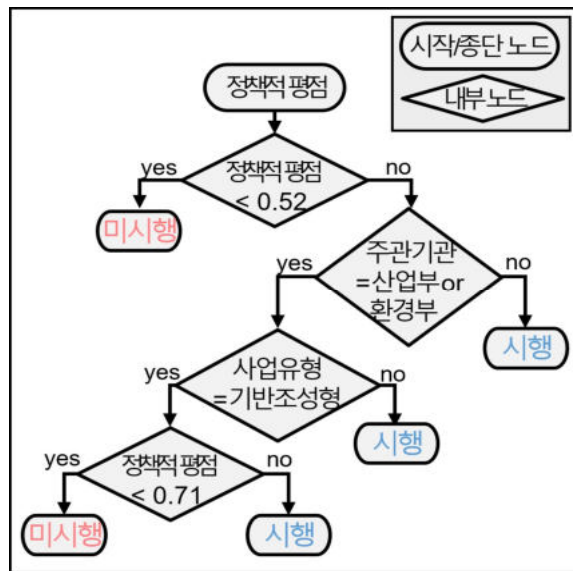 시작/종단 노드
내부 노드
정책적 평점
yes
정책적 평점
< 0.52
no
미시행
yes
주관기관
=산업부or
환경부
no
시행
yes
사업유형
=기반조성형
no
시행
yes
정책적 평점
< 0.71
no
미시행
시행